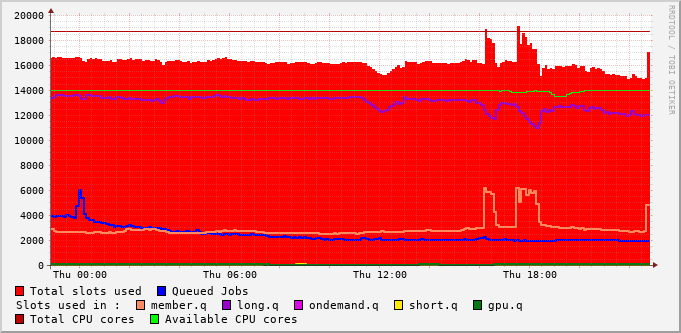 20000
18000
16000
14000
12000
10000
8000
6000
4000
2000
0
Thu 00:00 Thu 06:00 Thu 12:00 Thu 18:00
RRDTOOL / TOBI OETIKER
Total slots used Queued Jobs
Slots used in : member.q long.q ondemand.q short.q gpu.q
Total CPU cores Available CPU cores